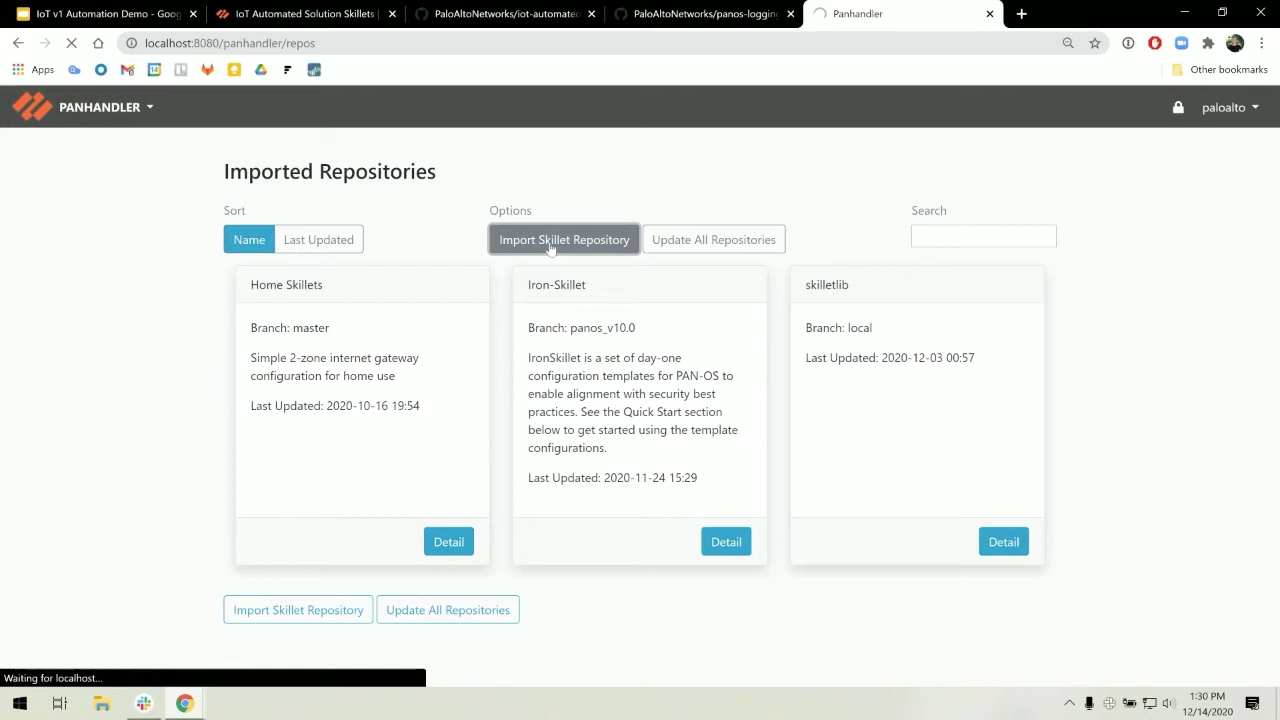 IoT v1 Automation Demo - Goog
IoT Automated Solution Skillets |
PaloAltoNetworks/iot-automated
PaloAltoNetworks/panos-logging
Panhandler
localhost:8080/panhandler/repos
Apps
Other bookmarks
PANHANDLER
paloalto
Imported Repositories
Sort
Options
Search
Name
Last Updated
Import Skillet Repository
Update All Repositories
Home Skillets
Branch: master
Simple 2-zone internet gateway
configuration for home use
Last Updated: 2020-10-16 19:54
Detail
Iron-Skillet
Branch: panos_v10.0
IronSkillet is a set of day-one
configuration templates for PAN-OS to
enable alignment with security best
practices. See the Quick Start section
below to get started using the template
configurations.
Last Updated: 2020-11-24 15:29
Detail
skilletlib
Branch: local
Last Updated: 2020-12-03 00:57
Detail
Import Skillet Repository
Update All Repositories
Waiting for localhost...
1:30 PM
12/14/2020